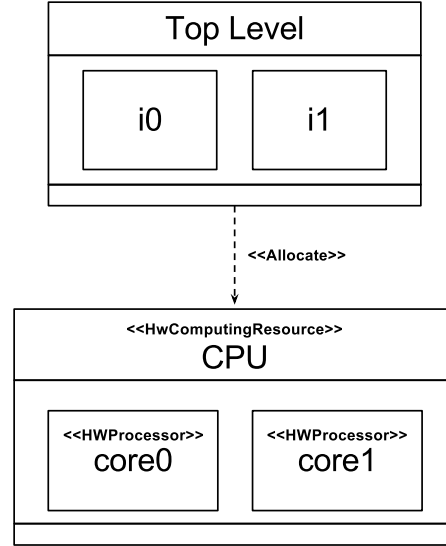 Top Level
i0 i1
<<Allocate>>
<<HwComputingResource>>
CPU
<<HWProcessor>> <<HWProcessor>>
core0 core1